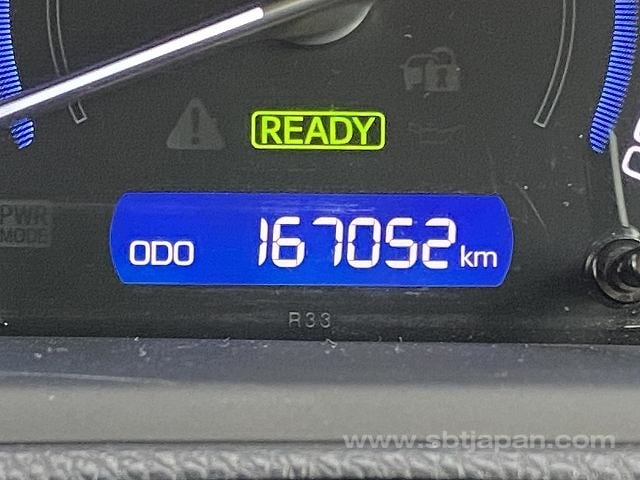 READY
PWR
MODE
ODO 167052 km
R33
www.sbtjapan.com